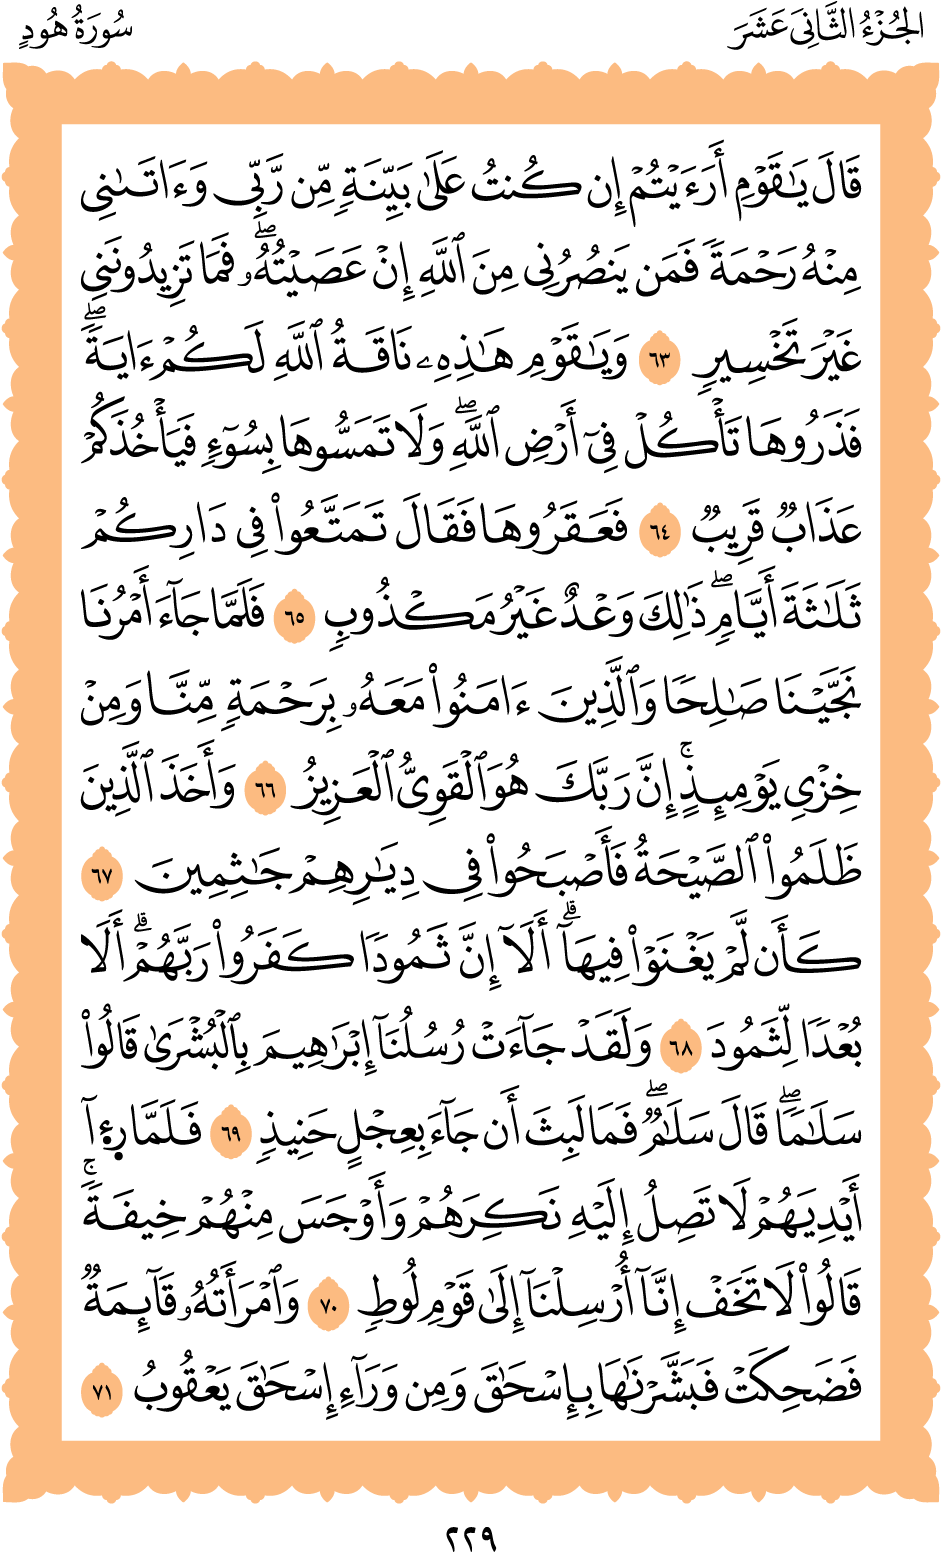 الجُزْءُ الثَّانِيَ عَشَرَ
سُورَةُ هُودٍ
قَالَ يَٰقَوْمِ أَرَءَيْتُمْ إِن كُنتُ عَلَىٰ بَيِّنَةٍ مِّن رَّبِّي وَءَاتَىٰنِي
مِنْهُ رَحْمَةً فَمَن يَنصُرُنِي مِنَ ٱللَّهِ إِنْ عَصَيْتُهُۥۖ فَمَا تَزِيدُونَنِي
غَيْرَ تَخْسِيرٍ ٦٣ وَيَٰقَوْمِ هَٰذِهِۦ نَاقَةُ ٱللَّهِ لَكُمْ ءَايَةًۖ
فَذَرُوهَا تَأْكُلْ فِيٓ أَرْضِ ٱللَّهِۖ وَلَا تَمَسُّوهَا بِسُوٓءٍ فَيَأْخُذَكُمْ
عَذَابٌ قَرِيبٌ ٦٤ فَعَقَرُوهَا فَقَالَ تَمَتَّعُوا۟ فِي دَارِكُمْ
ثَلَٰثَةَ أَيَّامٍۖ ذَٰلِكَ وَعْدٌ غَيْرُ مَكْذُوبٍ ٦٥ فَلَمَّا جَآءَ أَمْرُنَا
نَجَّيْنَا صَٰلِحًا وَٱلَّذِينَ ءَامَنُوا۟ مَعَهُۥ بِرَحْمَةٍ مِّنَّا وَمِنْ
خِزْيِ يَوْمِئِذٍۚ إِنَّ رَبَّكَ هُوَ ٱلْقَوِيُّ ٱلْعَزِيزُ ٦٦ وَأَخَذَ ٱلَّذِينَ
ظَلَمُوا۟ ٱلصَّيْحَةُ فَأَصْبَحُوا۟ فِي دِيَٰرِهِمْ جَٰثِمِينَ ٦٧
كَأَن لَّمْ يَغْنَوْا۟ فِيهَآۗ أَلَآ إِنَّ ثَمُودَا۟ كَفَرُوا۟ رَبَّهُمْۗ أَلَا
بُعْدًا لِّثَمُودَ ٦٨ وَلَقَدْ جَآءَتْ رُسُلُنَآ إِبْرَٰهِيمَ بِٱلْبُشْرَىٰ قَالُوا۟
سَلَٰمًاۖ قَالَ سَلَٰمٌۖ فَمَا لَبِثَ أَن جَآءَ بِعِجْلٍ حَنِيذٍ ٦٩ فَلَمَّا رَءَآ
أَيْدِيَهُمْ لَا تَصِلُ إِلَيْهِ نَكِرَهُمْ وَأَوْجَسَ مِنْهُمْ خِيفَةًۚ
قَالُوا۟ لَا تَخَفْ إِنَّآ أُرْسِلْنَآ إِلَىٰ قَوْمِ لُوطٍ ٧٠ وَٱمْرَأَتُهُۥ قَآئِمَةٌ
فَضَحِكَتْ فَبَشَّرْنَٰهَا بِإِسْحَٰقَ وَمِن وَرَآءِ إِسْحَٰقَ يَعْقُوبُ ٧١
٢٢٩